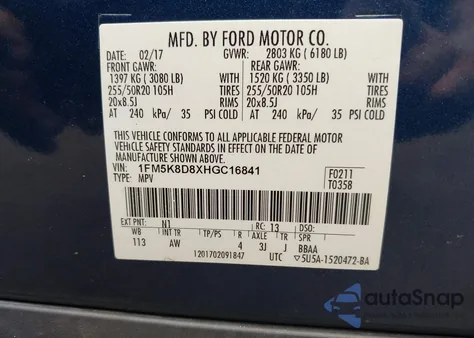 MFD. BY FORD MOTOR CO.
DATE: 02/17 GVWR: 2803 KG ( 6180 LB)
FRONT GAWR: REAR GAWR:
1397 KG ( 3080 LB) WITH 1520 KG ( 3350 LB) WITH
255/50R20 105H TIRES 255/50R20 105H TIRES
20x8.5J RIMS 20x8.5J RIMS
AT 240 kPa/ 35 PSI COLD AT 240 kPa/ 35
THIS VEHICLE CONFORMS TO ALL APPLICABLE FEDERAL MOTOR
VEHICLE SAFETY AND
STANDARDS IN EFFECT ON THE DATE OF
MANUFACTURE SHOWN ABOVE.
VIN: 1FM5K8D8XHGC16841 F0211
TYPE: MPV T0358
EXT PNT: N1 RC: 13 DSO:
WB INT TR TP/PS R AXLE TR SPR
113 AW 4 3J J BBAA
1201702091847 UTC 5U5A-1520472-BA
autoSnap